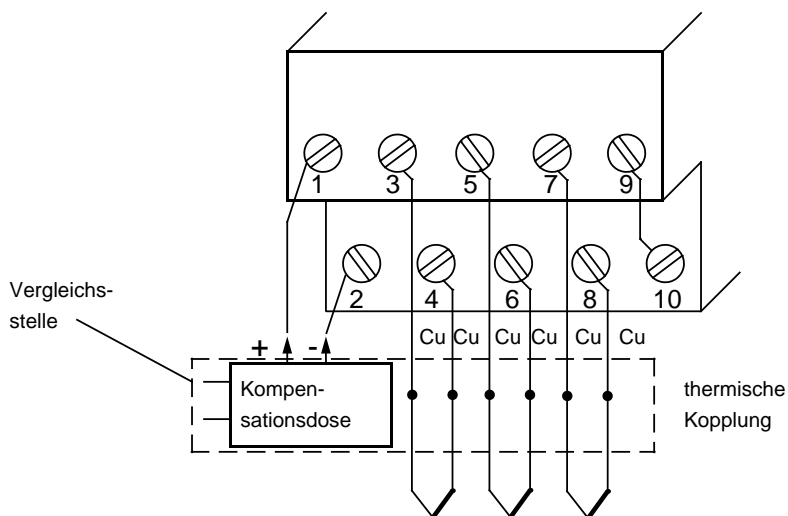 1 3 5 7 9
2 4 6 8 10
Vergleichs-
stelle
Cu Cu Cu Cu Cu
+ -
Kompen-
sationsdose
thermische
Kopplung